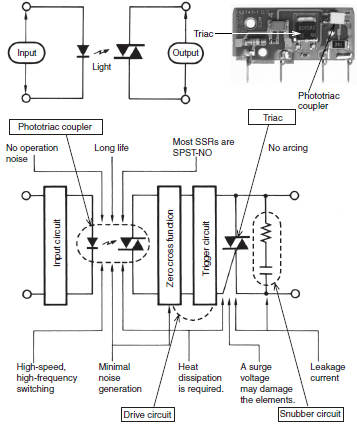 Input
Light
Output
Triac
Phototriac
coupler
Phototriac coupler
Triac
No operation
noise
Long life
Most SSRs are
SPST-NO
No arcing
Input circuit
Zero cross function
Trigger circuit
High-speed,
high-frequency
switching
Minimal
noise
generation
Heat
dissipation
is required.
A surge
voltage
may damage
the elements.
Leakage
current
Drive circuit
Snubber circuit